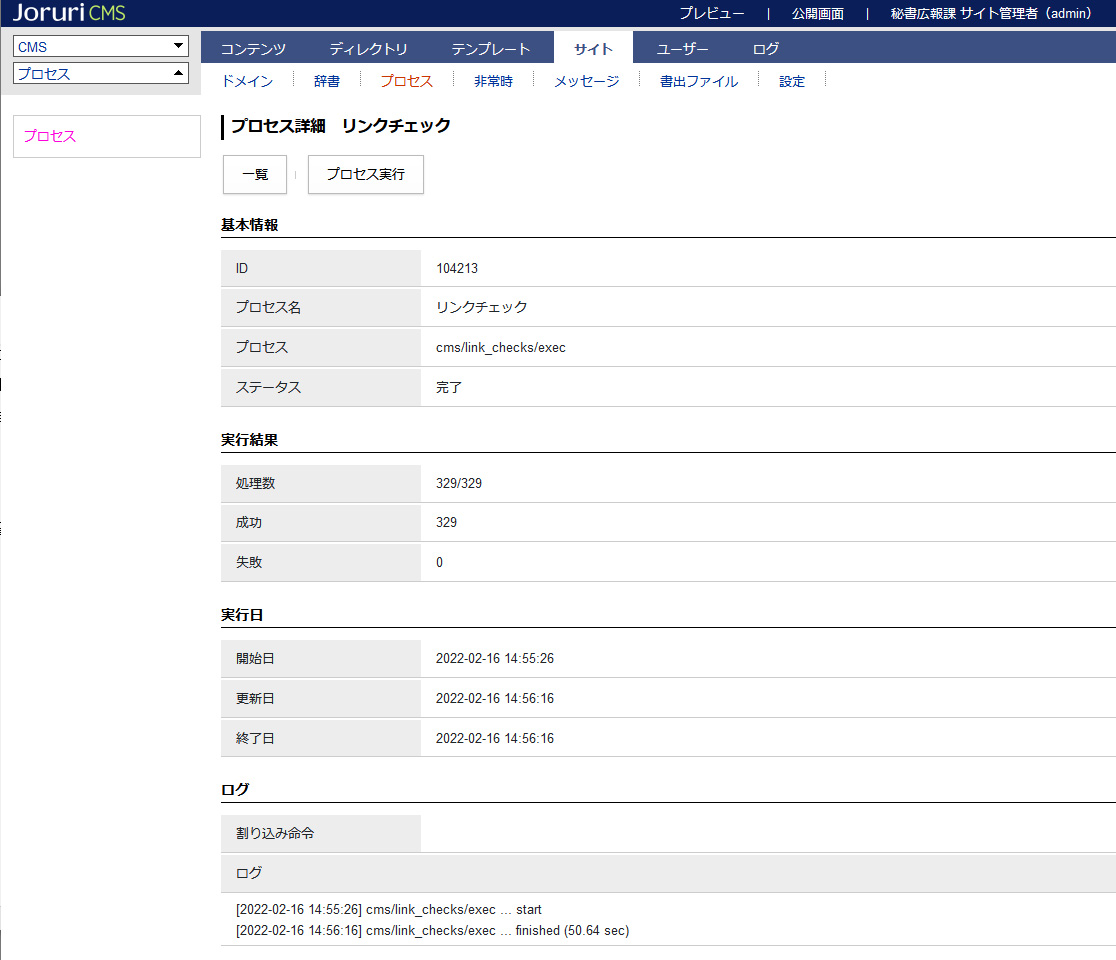 Joruri CMS
プレビュー | 公開画面 | 秘書広報課 サイト管理者（admin）
CMS
プロセス
コンテンツ ディレクトリ テンプレート サイト ユーザー ログ
ドメイン 辞書 プロセス 非常時 メッセージ 書出ファイル 設定
プロセス
プロセス詳細　リンクチェック
一覧 プロセス実行
基本情報
ID 104213
プロセス名 リンクチェック
プロセス cms/link_checks/exec
ステータス 完了
実行結果
処理数 329/329
成功 329
失敗 0
実行日
開始日 2022-02-16 14:55:26
更新日 2022-02-16 14:56:16
終了日 2022-02-16 14:56:16
ログ
割り込み命令
ログ
[2022-02-16 14:55:26] cms/link_checks/exec ... start
[2022-02-16 14:56:16] cms/link_checks/exec ... finished (50.64 sec)